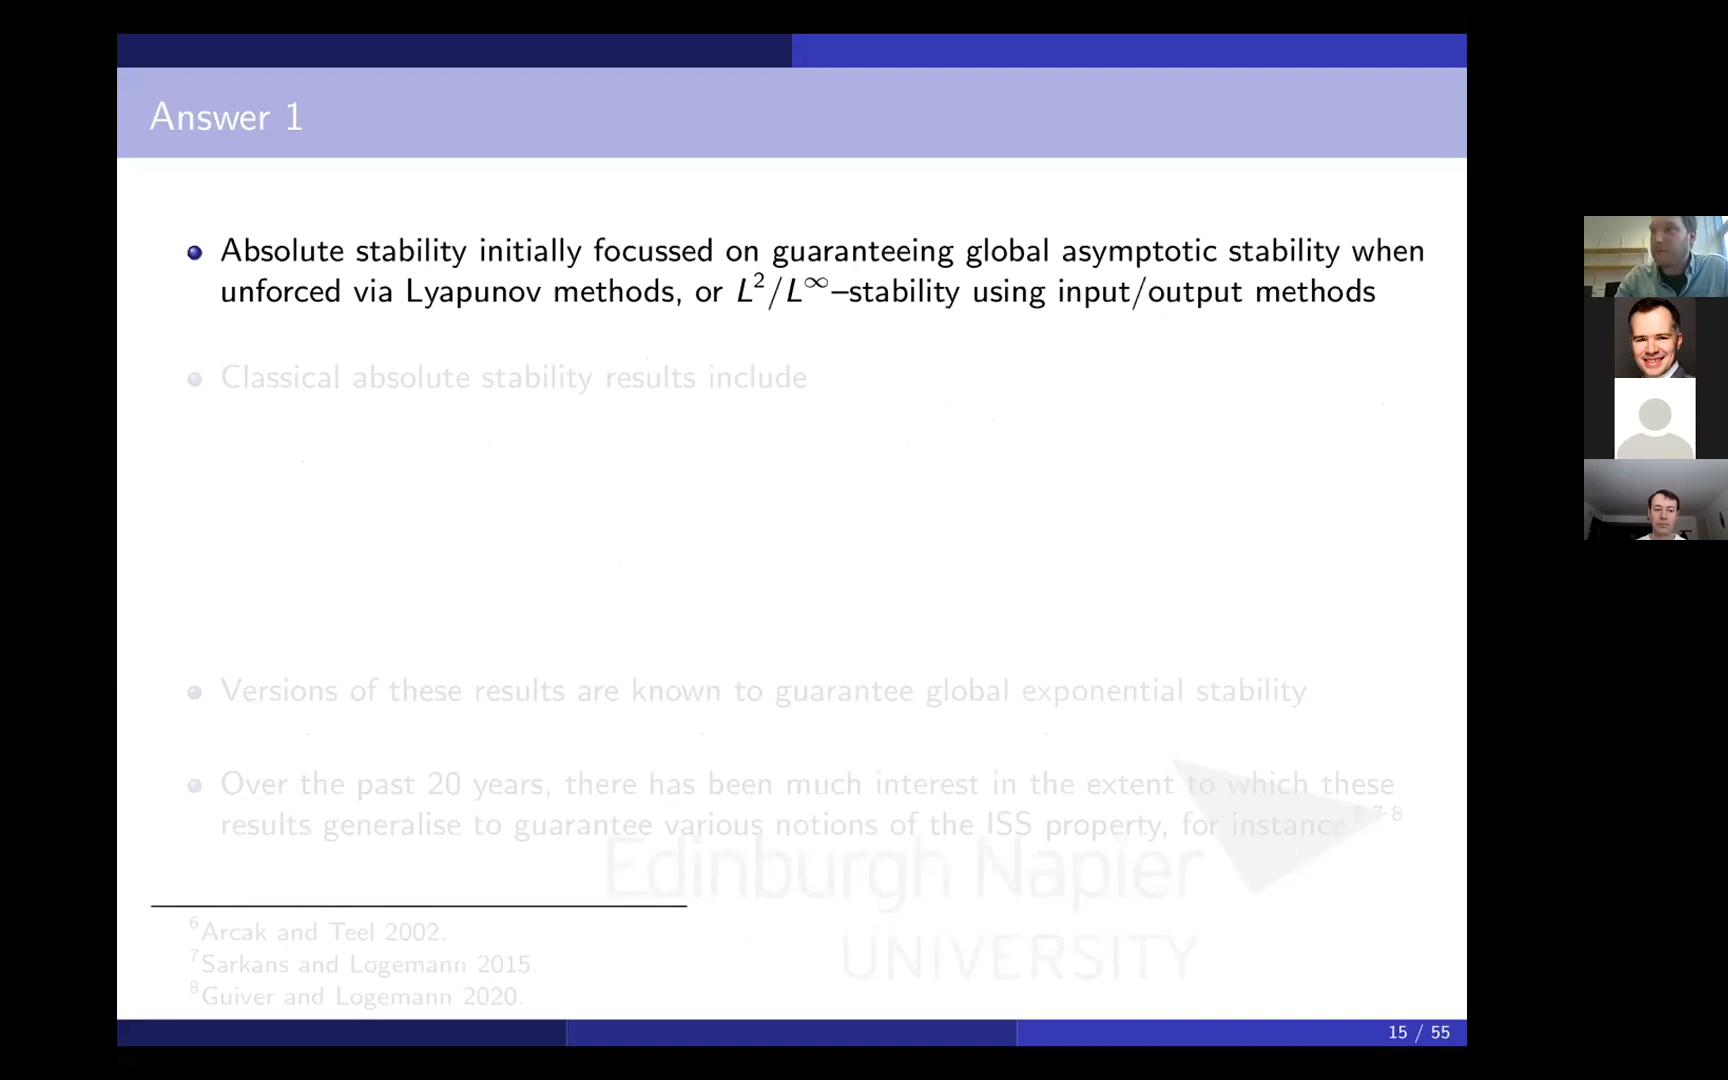 Answer 1
Absolute stability initially focussed on guaranteeing global asymptotic stability when
unforced via Lyapunov methods, or L²/L^∞–stability using input/output methods
Classical absolute stability results include
Versions of these results are known to guarantee global exponential stability
Over the past 20 years, there has been much interest in the extent to which these
results generalise to guarantee various notions of the ISS property, for instance
Edinburgh Napier
UNIVERSITY
⁶Arcak and Teel 2002.
⁷Sarkans and Logemann 2015.
⁸Guiver and Logemann 2020.
15 / 55